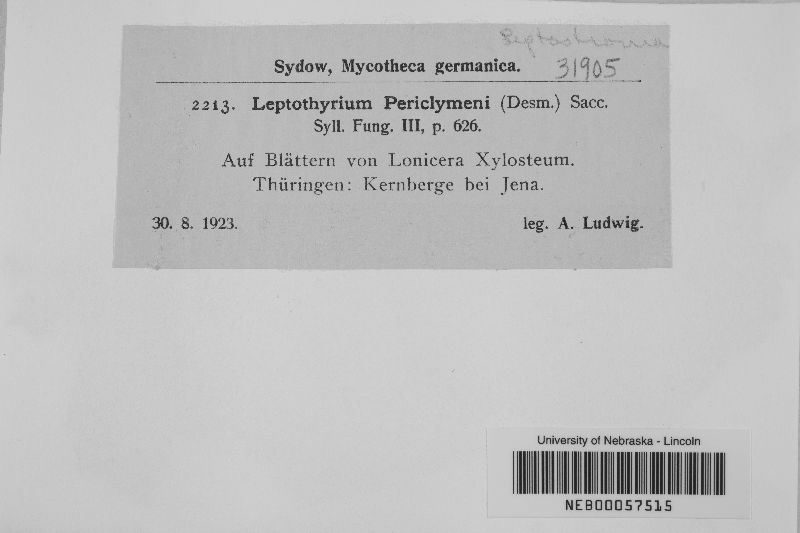 Leptostroma
Sydow, Mycotheca germanica. 31905
2213. Leptothyrium Periclymeni (Desm.) Sacc.
Syll. Fung. III, p. 626.
Auf Blättern von Lonicera Xylosteum.
Thüringen: Kernberge bei Jena.
30. 8. 1923. leg. A. Ludwig.
University of Nebraska - Lincoln
NEB00057515